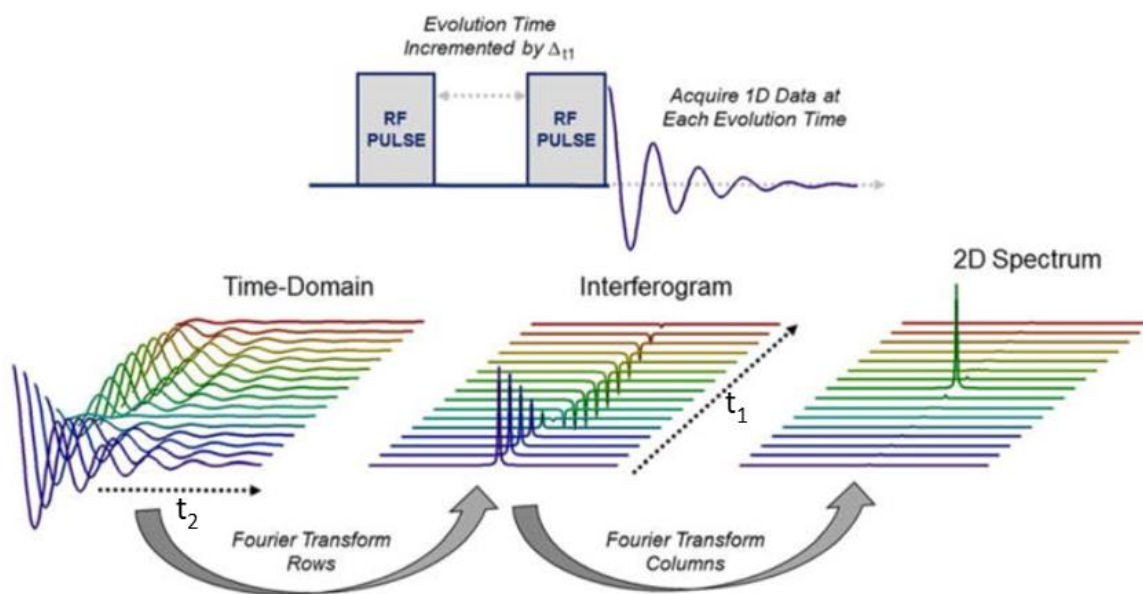 Evolution Time
Incremented by Δt1
RF
PULSE
RF
PULSE
Acquire 1D Data at
Each Evolution Time
Time-Domain
Interferogram
2D Spectrum
t2
t1
Fourier Transform
Rows
Fourier Transform
Columns